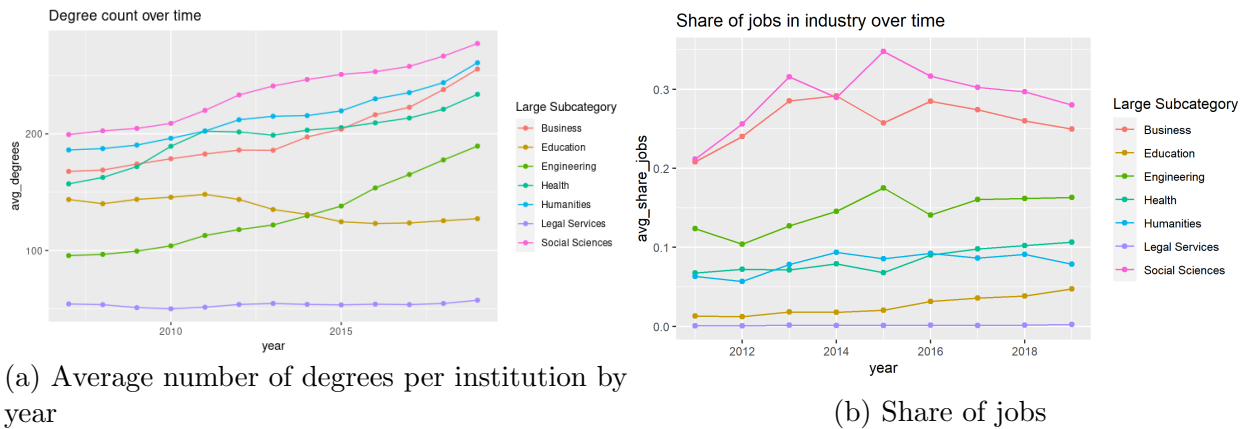 Degree count over time
avg_degrees
200
100
2010
2015
year
Large Subcategory
Business
Education
Engineering
Health
Humanities
Legal Services
Social Sciences
(a) Average number of degrees per institution by
year
Share of jobs in industry over time
avg_share_jobs
0.3
0.2
0.1
0.0
2012
2014
2016
2018
year
Large Subcategory
Business
Education
Engineering
Health
Humanities
Legal Services
Social Sciences
(b) Share of jobs